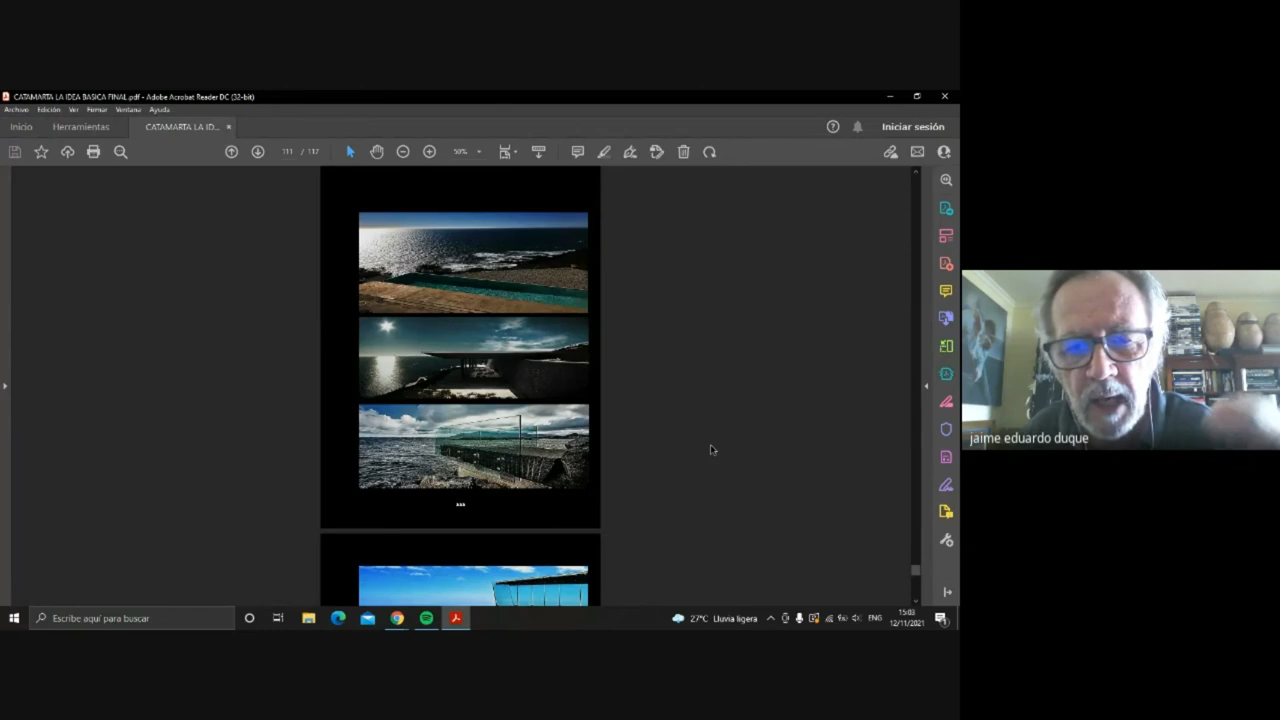 CATAMARTA LA IDEA BASICA FINAL.pdf - Adobe Acrobat Reader DC (32-bit)
Archivo Edición Ver Firmar Ventana Ayuda
Inicio Herramientas CATAMARTA LA ID... × Iniciar sesión
111 / 117 50%
jaime eduardo duque
Escribe aquí para buscar
27°C Lluvia ligera ENG 15:03
12/11/2021